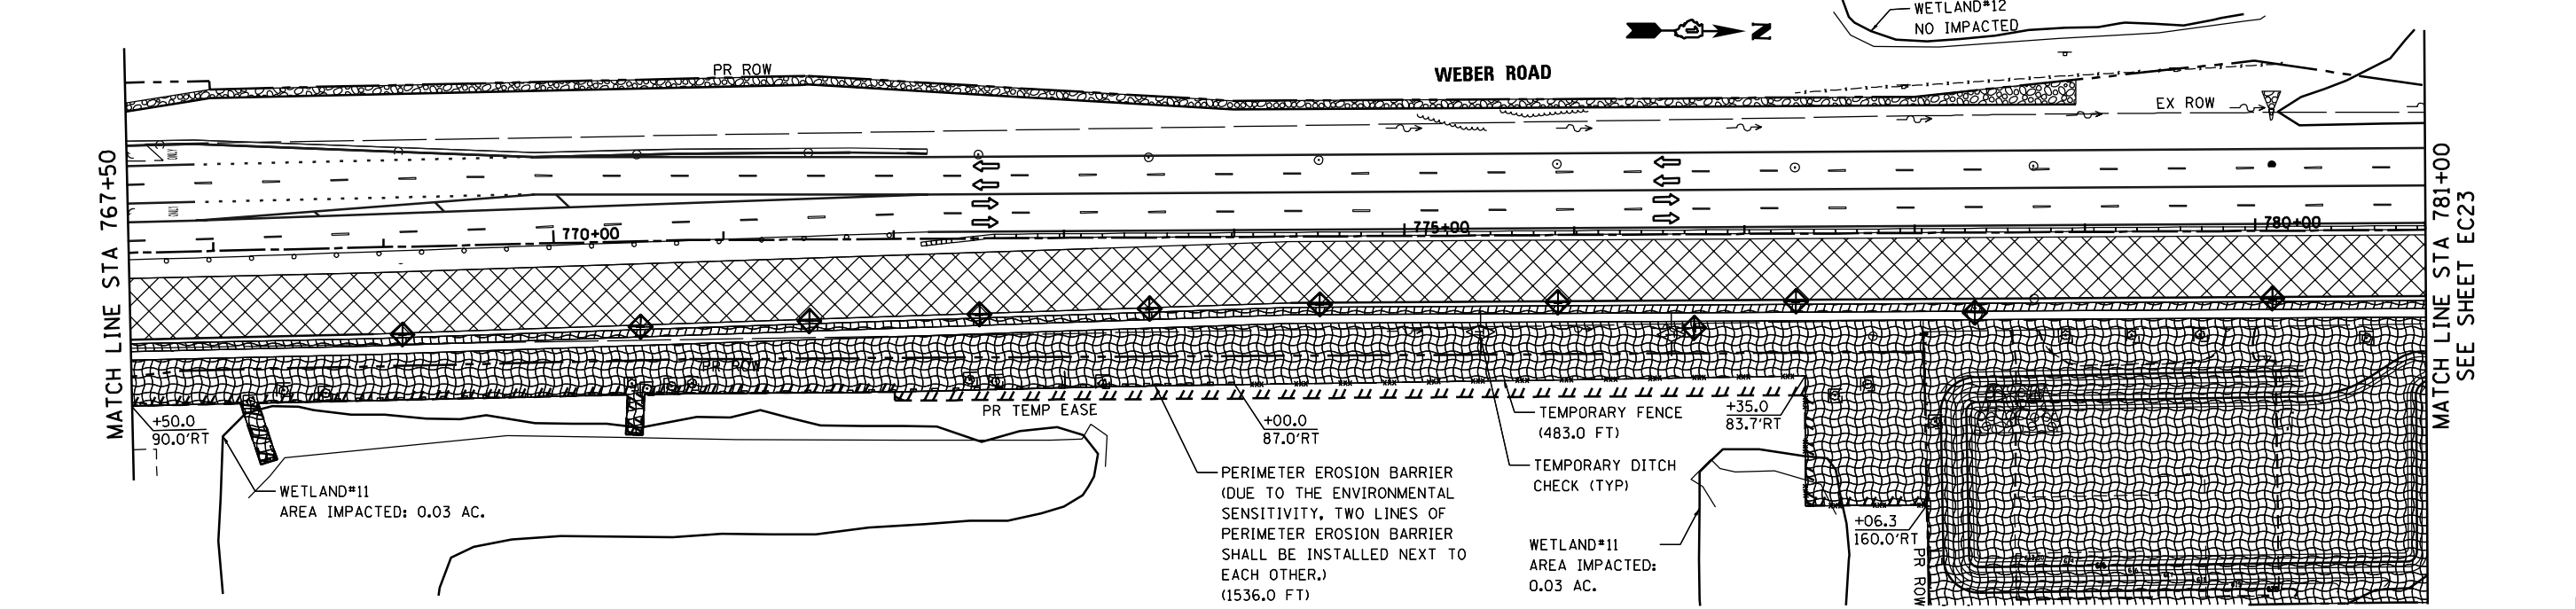 WETLAND#12
NO IMPACTED
N
WEBER ROAD
PR ROW
EX ROW
MATCH LINE STA 767+50
ONLY
ONLY
770+00
775+00
780+00
MATCH LINE STA 781+00
SEE SHEET EC23
PR ROW
PR TEMP EASE
+50.0
90.0'RT
+00.0
87.0'RT
TEMPORARY FENCE
(483.0 FT)
+35.0
83.7'RT
TEMPORARY DITCH
CHECK (TYP)
PERIMETER EROSION BARRIER
(DUE TO THE ENVIRONMENTAL
SENSITIVITY, TWO LINES OF
PERIMETER EROSION BARRIER
SHALL BE INSTALLED NEXT TO
EACH OTHER.)
(1536.0 FT)
WETLAND#11
AREA IMPACTED: 0.03 AC.
WETLAND#11
AREA IMPACTED:
0.03 AC.
+06.3
160.0'RT
PR ROW